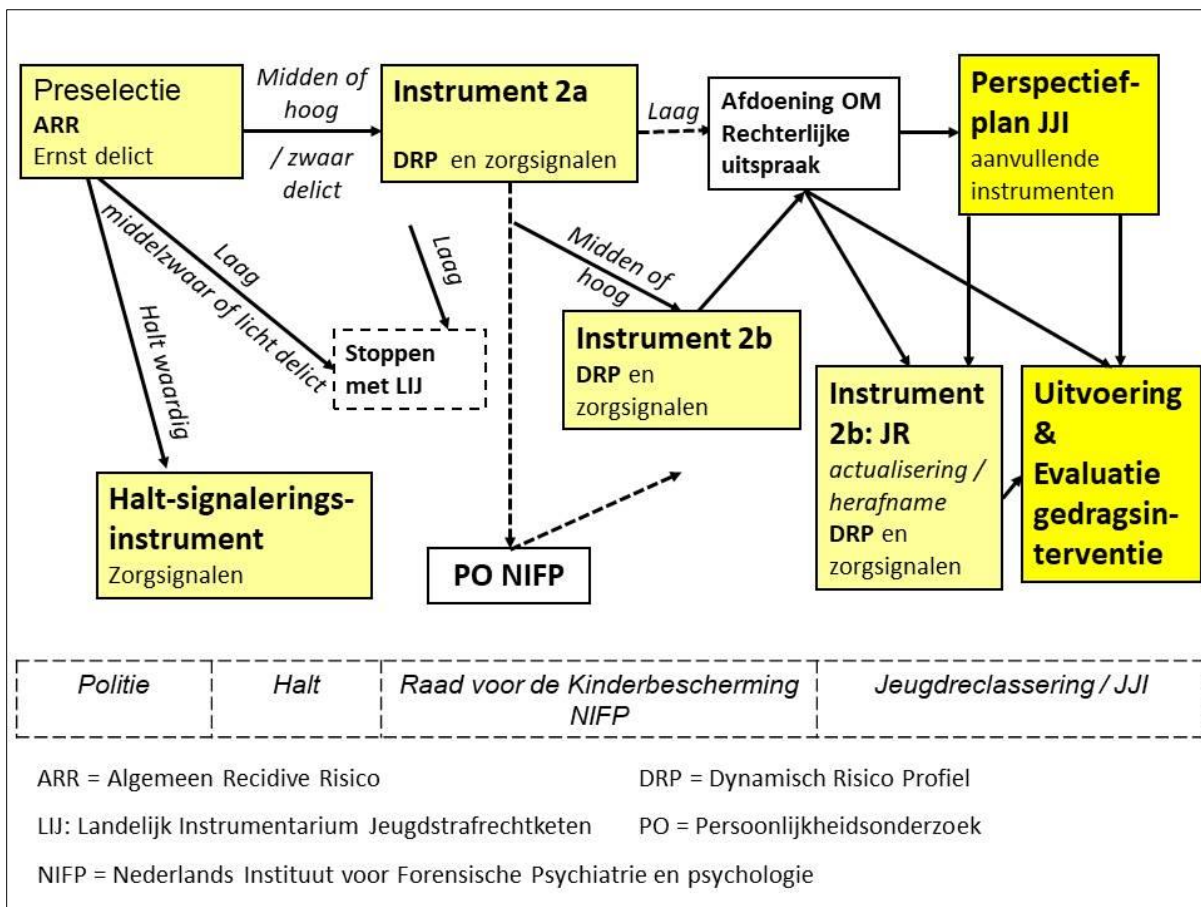 Preselectie
ARR
Ernst delict
Midden of
hoog
/ zwaar
delict
Instrument 2a
DRP en zorgsignalen
Laag
Afdoening OM
Rechterlijke
uitspraak
Perspectief-
plan JJI
aanvullende
instrumenten
Laag
middelzwaar of licht delict
Halt waardig
Laag
Midden of
hoog
Stoppen
met LIJ
Instrument 2b
DRP en
zorgsignalen
Instrument
2b: JR
actualisering /
herafname
DRP en
zorgsignalen
Uitvoering
&
Evaluatie
gedragsin-
terventie
Halt-signalerings-
instrument
Zorgsignalen
PO NIFP
Politie
Halt
Raad voor de Kinderbescherming
NIFP
Jeugdreclassering / JJI
ARR = Algemeen Recidive Risico
DRP = Dynamisch Risico Profiel
LIJ: Landelijk Instrumentarium Jeugdstrafrechtketen
PO = Persoonlijkheidsonderzoek
NIFP = Nederlands Instituut voor Forensische Psychiatrie en psychologie